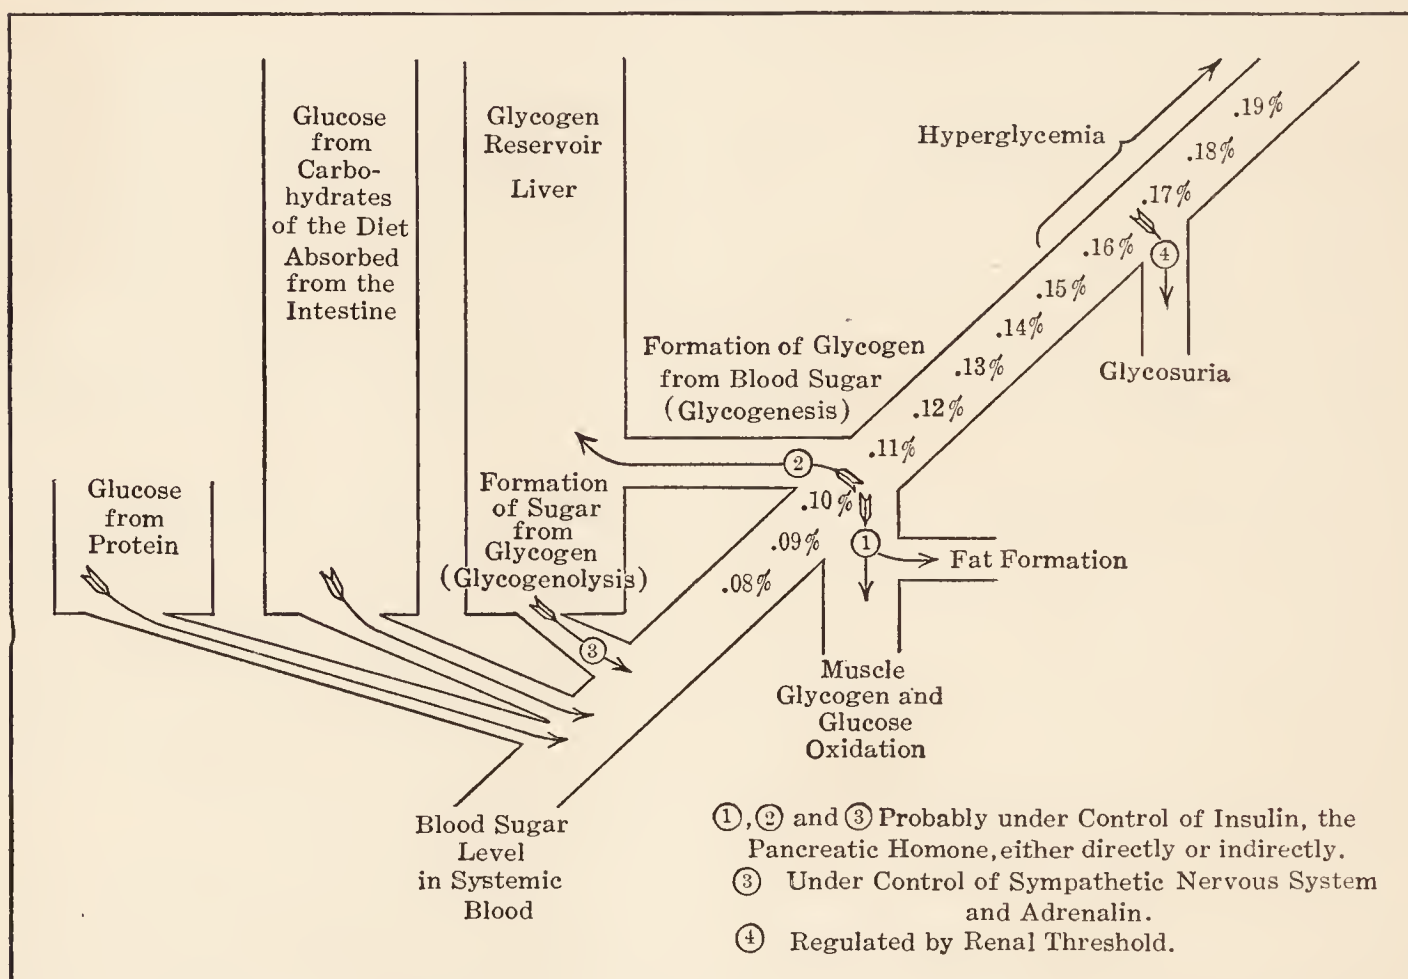 Glucose
from
Carbo-
hydrates
of the Diet
Absorbed
from the
Intestine
Glycogen
Reservoir
Liver
Hyperglycemia
.19%
.18%
.17%
.16%
④
.15%
.14%
.13%
.12%
.11%
.10%
.09%
.08%
Glycosuria
Formation of Glycogen
from Blood Sugar
(Glycogenesis)
②
Glucose
from
Protein
Formation
of Sugar
from
Glycogen
(Glycogenolysis)
③
①
Fat Formation
Muscle
Glycogen and
Glucose
Oxidation
Blood Sugar
Level
in Systemic
Blood
①,② and ③ Probably under Control of Insulin, the
Pancreatic Homone, either directly or indirectly.
③ Under Control of Sympathetic Nervous System
and Adrenalin.
④ Regulated by Renal Threshold.